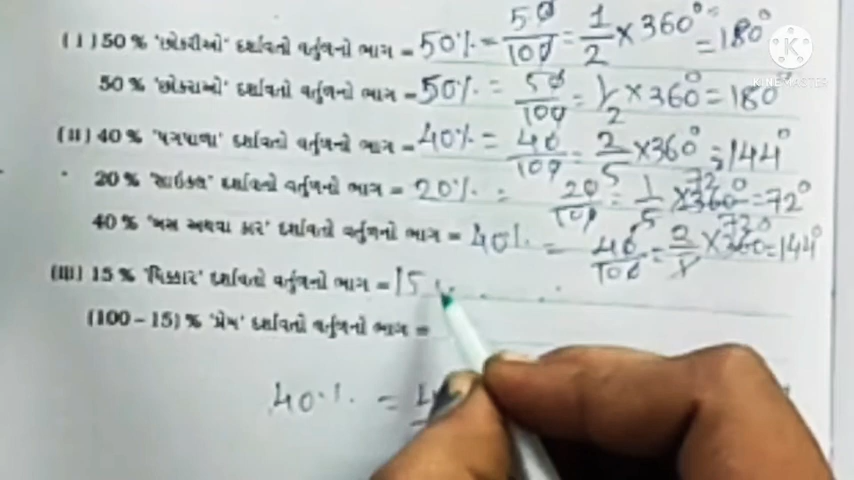 (I) 50 % 'છોકરીઓ' દર્શાવતો વર્તુળનો ભાગ = 50% = 50/100 = 1/2 × 360° = 180°
50 % 'છોકરાઓ' દર્શાવતો વર્તુળનો ભાગ = 50% = 50/100 = 1/2 × 360° = 180°
(II) 40 % 'પગપાળા' દર્શાવતો વર્તુળનો ભાગ = 40% = 40/100 = 2/5 × 360° = 144°
20 % 'સાઇકલ' દર્શાવતો વર્તુળનો ભાગ = 20% = 20/100 = 1/5 × 360° = 72°
40 % 'બસ અથવા કાર' દર્શાવતો વર્તુળનો ભાગ = 40% = 40/100 = 2/5 × 360 = 144°
(III) 15 % 'ધિક્કાર' દર્શાવતો વર્તુળનો ભાગ = 15
(100 – 15) % 'પ્રેમ' દર્શાવતો વર્તુળનો ભાગ =
40% =
KINEMASTER